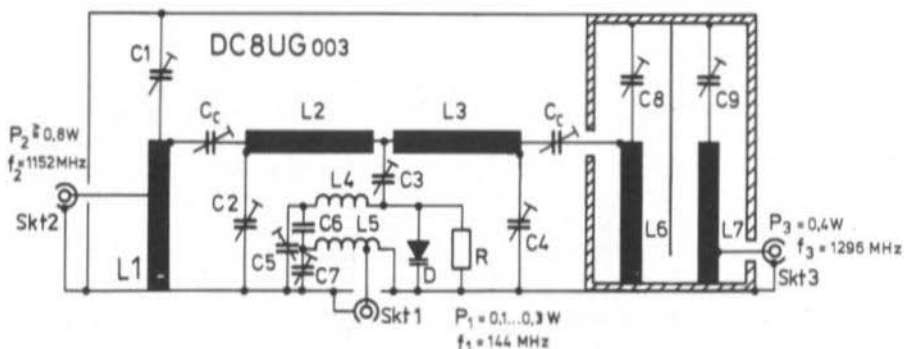 DC8UG 003
C1
C8
C9
Cc
L2
L3
Cc
P2 ≧ 0,8W
f2 = 1152 MHz
Skt2
L1
C2
L4
C3
C6
L5
C5
C7
D
R
C4
L6
L7
P3 = 0,4W
f3 = 1296 MHz
Skt3
Skt1
P1 = 0,1...0,3 W
f1 = 144 MHz